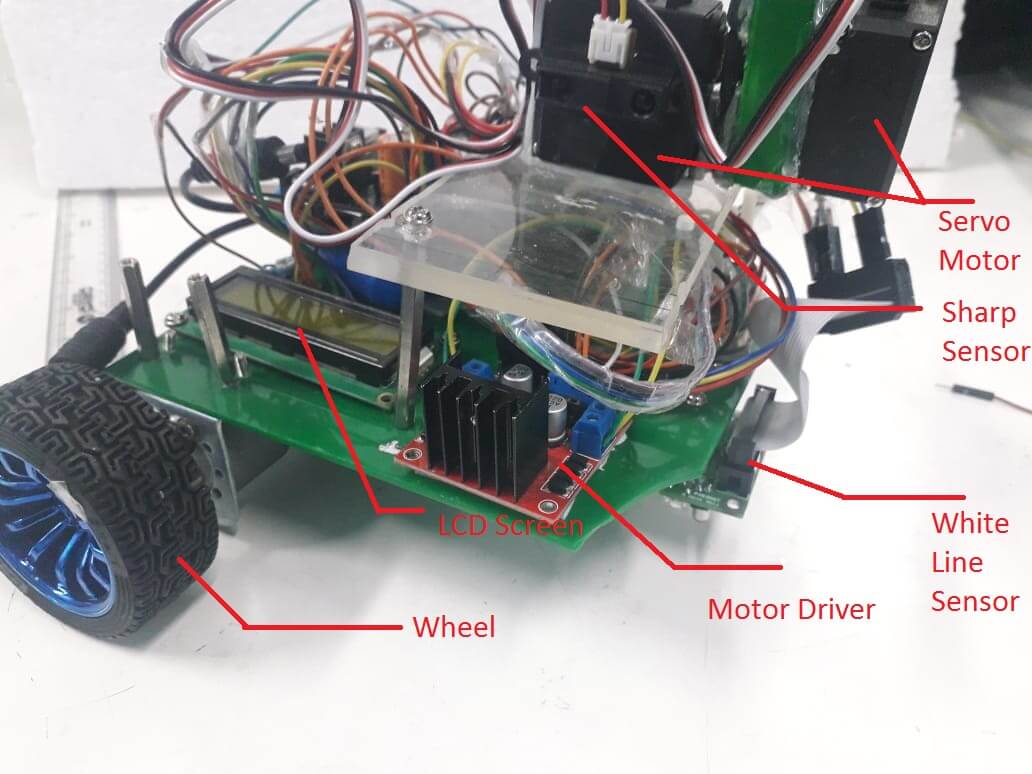 Servo
Motor
Sharp
Sensor
LCD Screen
White
Line
Sensor
Motor Driver
Wheel